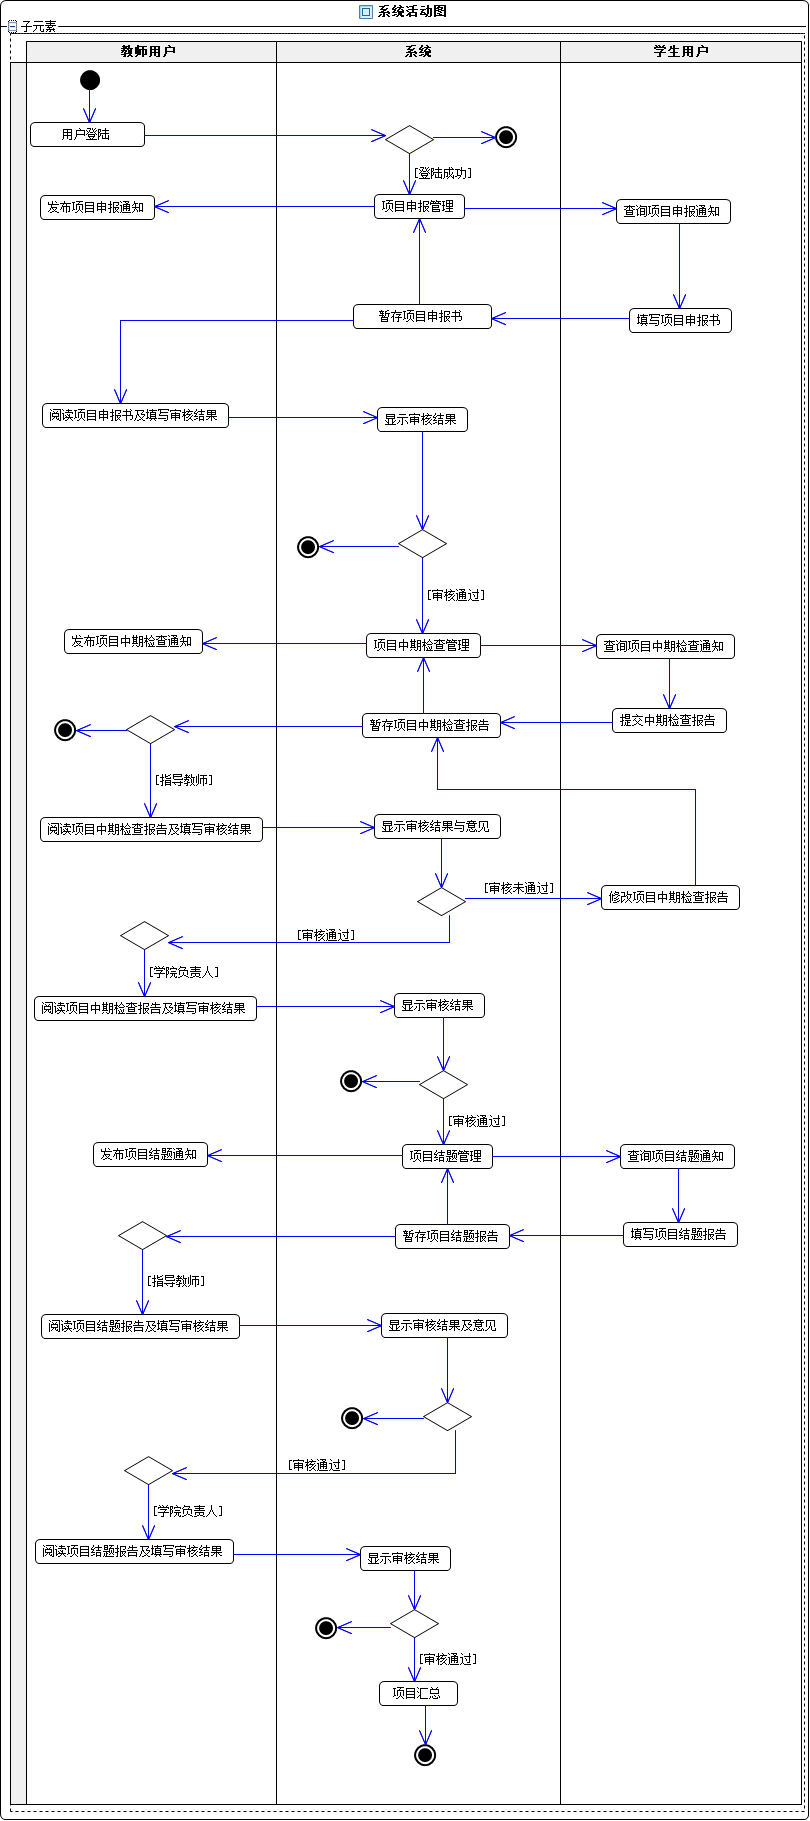 系统活动图
子元素
教师用户
系统
学生用户
用户登陆
[登陆成功]
发布项目申报通知
项目申报管理
查询项目申报通知
暂存项目申报书
填写项目申报书
阅读项目申报书及填写审核结果
显示审核结果
[审核通过]
发布项目中期检查通知
项目中期检查管理
查询项目中期检查通知
暂存项目中期检查报告
提交中期检查报告
[指导教师]
阅读项目中期检查报告及填写审核结果
显示审核结果与意见
[审核未通过]
修改项目中期检查报告
[审核通过]
[学院负责人]
阅读项目中期检查报告及填写审核结果
显示审核结果
[审核通过]
发布项目结题通知
项目结题管理
查询项目结题通知
暂存项目结题报告
填写项目结题报告
[指导教师]
阅读项目结题报告及填写审核结果
显示审核结果及意见
[审核通过]
[学院负责人]
阅读项目结题报告及填写审核结果
显示审核结果
[审核通过]
项目汇总